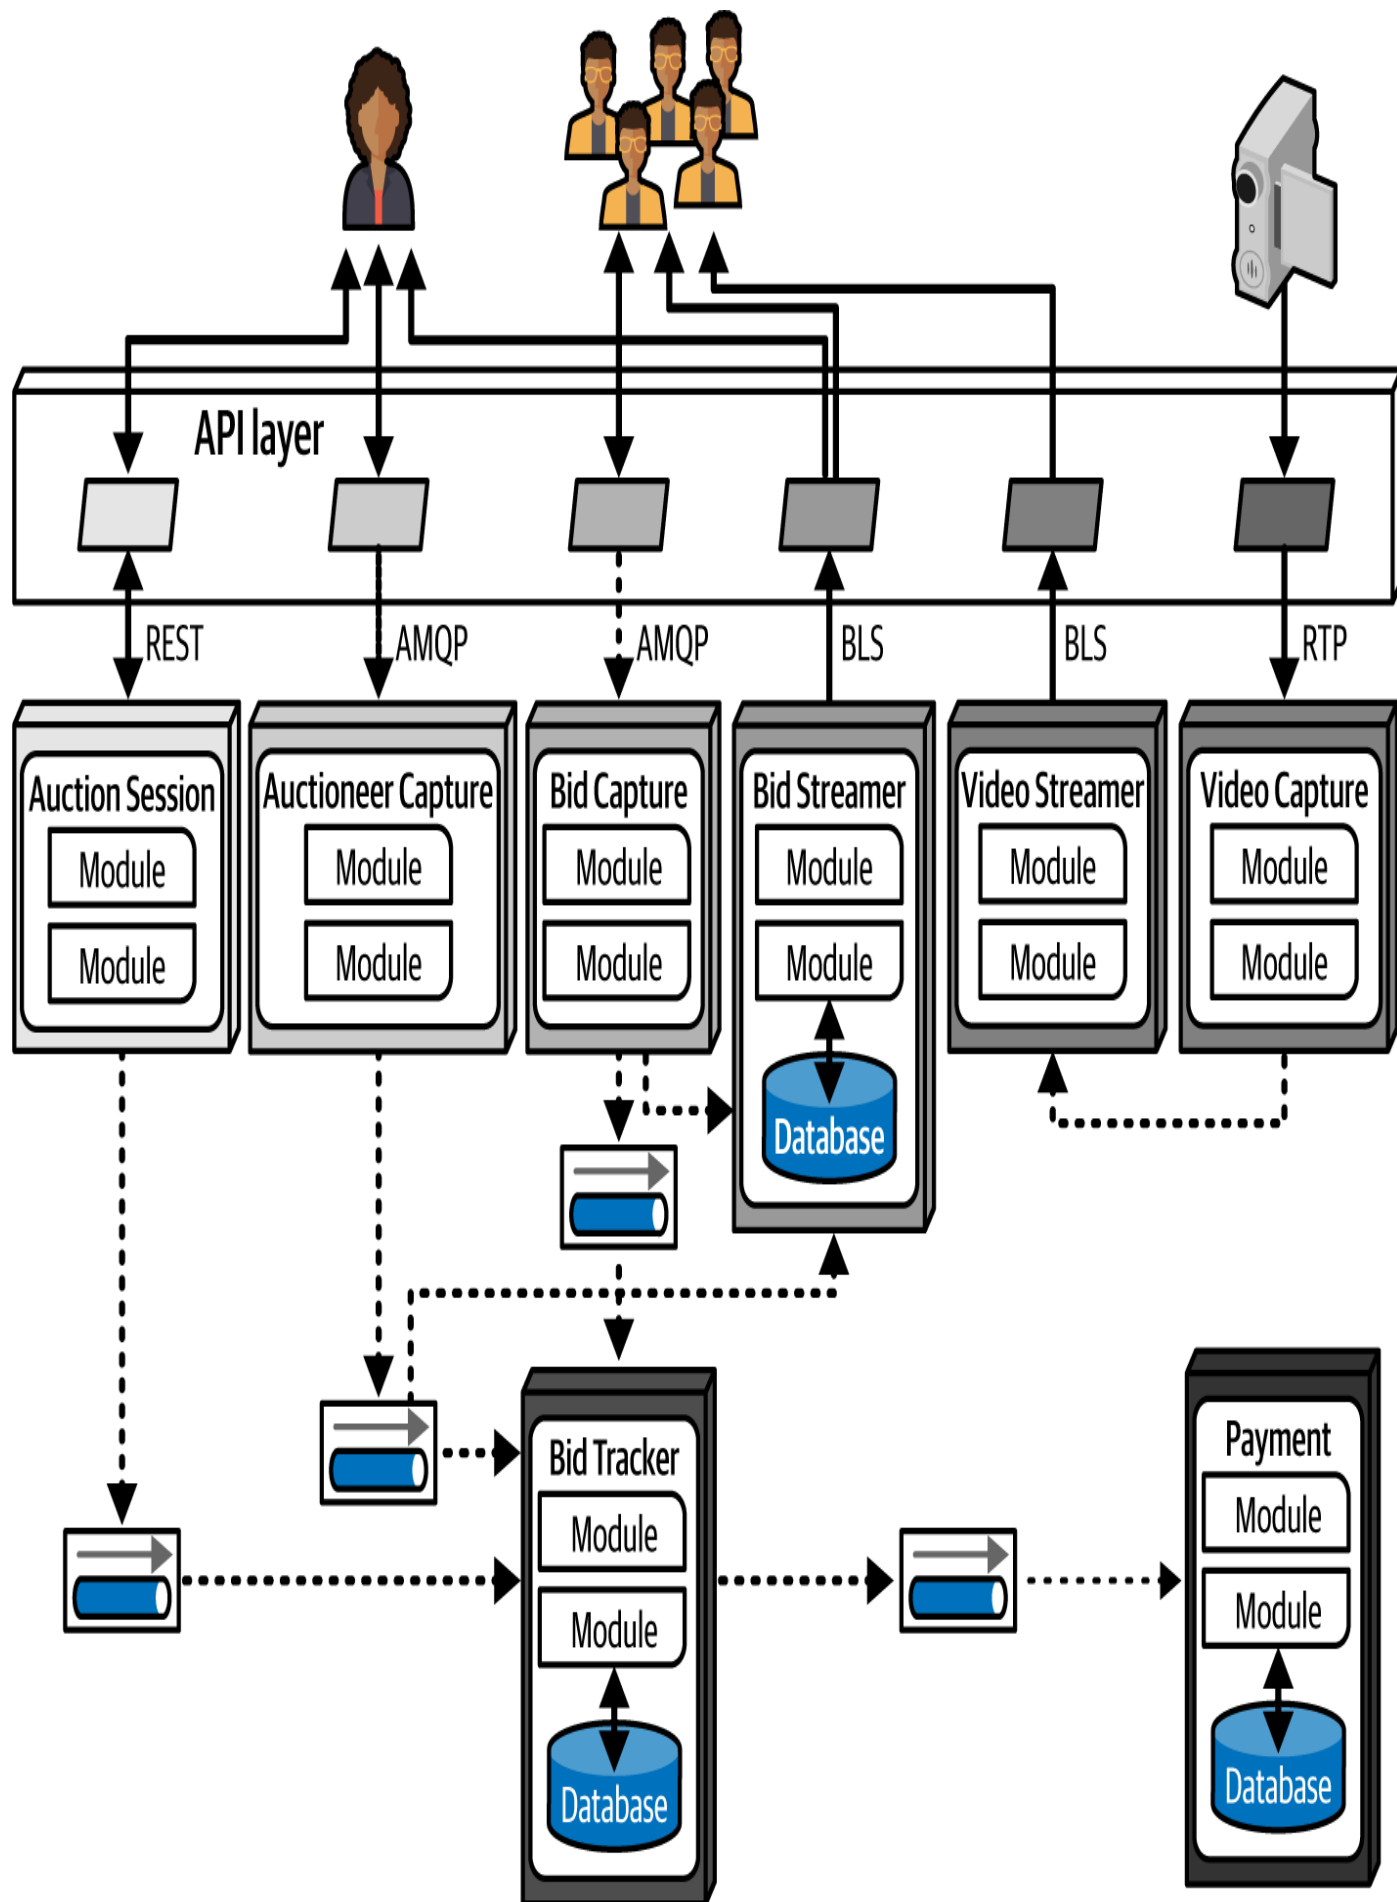 API layer
REST
AMQP
AMQP
BLS
BLS
RTP
Auction Session
Module
Module
Auctioneer Capture
Module
Module
Bid Capture
Module
Module
Bid Streamer
Module
Module
Database
Video Streamer
Module
Module
Video Capture
Module
Module
Bid Tracker
Module
Module
Database
Payment
Module
Module
Database